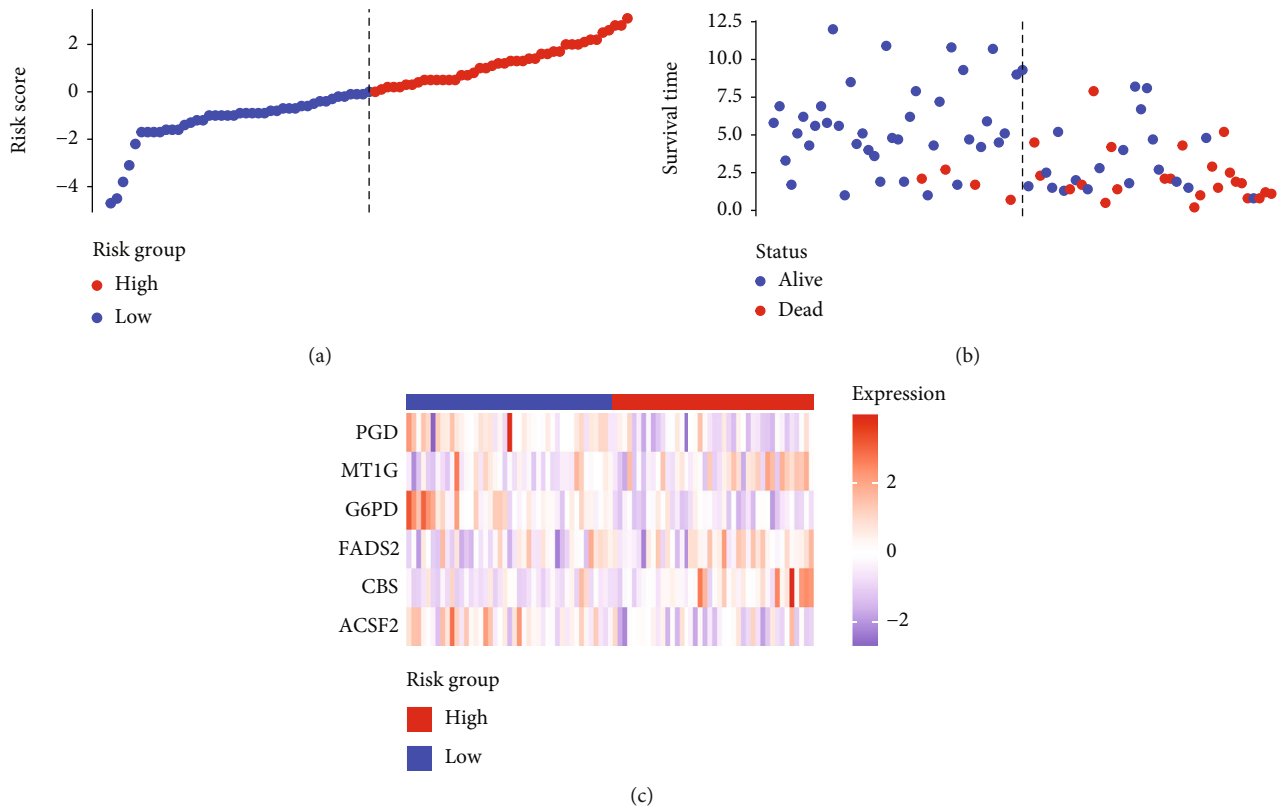 Risk score
2
0
−2
−4
Risk group
High
Low
(a)
Survival time
12.5
10.0
7.5
5.0
2.5
0.0
Status
Alive
Dead
(b)
PGD
MT1G
G6PD
FADS2
CBS
ACSF2
Expression
2
0
−2
Risk group
High
Low
(c)